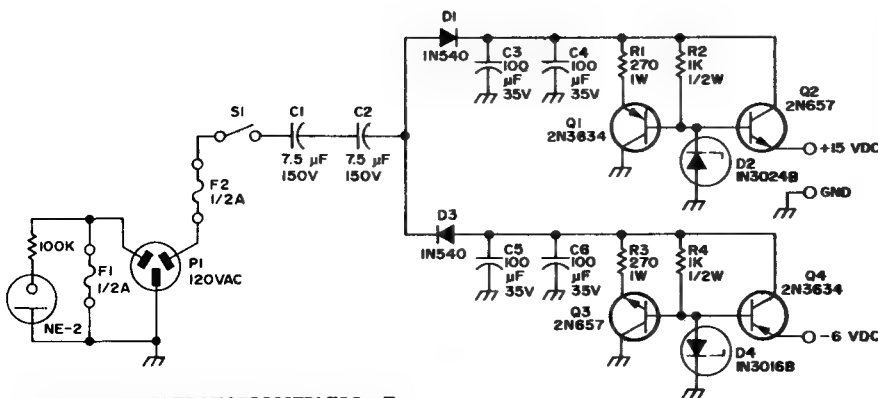 D1
1N540
C3
100
µF
35V
C4
100
µF
35V
R1
270
1W
R2
1K
1/2W
Q2
2N657
S1
C1
7.5 µF
150V
C2
7.5 µF
150V
Q1
2N3634
D2
1N3024B
+15 VDC
GND
F2
1/2A
100K
F1
1/2A
P1
120VAC
NE-2
D3
1N540
C5
100
µF
35V
C6
100
µF
35V
R3
270
1W
R4
1K
1/2W
Q4
2N3634
Q3
2N657
D4
1N3016B
-6 VDC